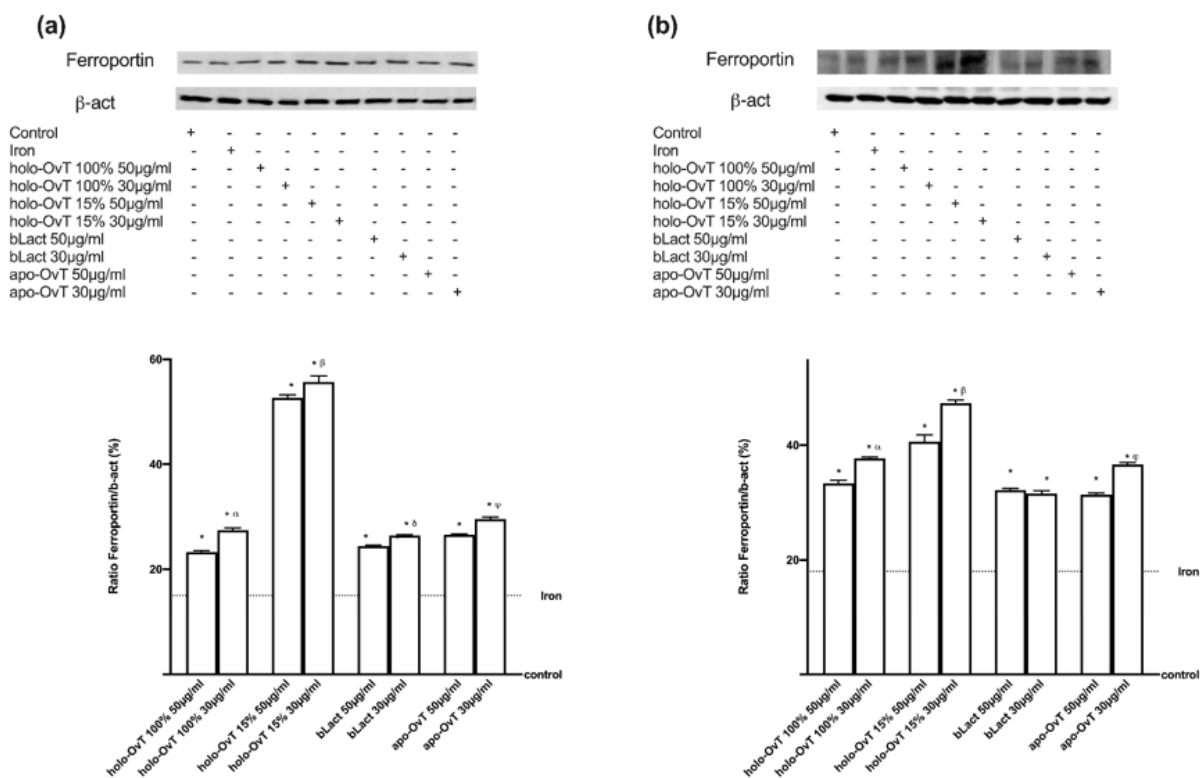 (a)
Ferroportin
β-act
Control + - - - - - - - - -
Iron - + - - - - - - - -
holo-OvT 100% 50µg/ml - - + - - - - - - -
holo-OvT 100% 30µg/ml - - - + - - - - - -
holo-OvT 15% 50µg/ml - - - - + - - - - -
holo-OvT 15% 30µg/ml - - - - - + - - - -
bLact 50µg/ml - - - - - - + - - -
bLact 30µg/ml - - - - - - - + - -
apo-OvT 50µg/ml - - - - - - - - + -
apo-OvT 30µg/ml - - - - - - - - - +
Ratio Ferroportin/b-act (%)
60
40
20
* * α * * β * * δ * * ψ
Iron
control
holo-OvT 100% 50µg/ml
holo-OvT 100% 30µg/ml
holo-OvT 15% 50µg/ml
holo-OvT 15% 30µg/ml
bLact 50µg/ml
bLact 30µg/ml
apo-OvT 50µg/ml
apo-OvT 30µg/ml
(b)
Ferroportin
β-act
Control + - - - - - - - - -
Iron - + - - - - - - - -
holo-OvT 100% 50µg/ml - - + - - - - - - -
holo-OvT 100% 30µg/ml - - - + - - - - - -
holo-OvT 15% 50µg/ml - - - - + - - - - -
holo-OvT 15% 30µg/ml - - - - - + - - - -
bLact 50µg/ml - - - - - - + - - -
bLact 30µg/ml - - - - - - - + - -
apo-OvT 50µg/ml - - - - - - - - + -
apo-OvT 30µg/ml - - - - - - - - - +
Ratio Ferroportin/b-act (%)
40
20
* * α * * β * * * * φ
Iron
control
holo-OvT 100% 50µg/ml
holo-OvT 100% 30µg/ml
holo-OvT 15% 50µg/ml
holo-OvT 15% 30µg/ml
bLact 50µg/ml
bLact 30µg/ml
apo-OvT 50µg/ml
apo-OvT 30µg/ml